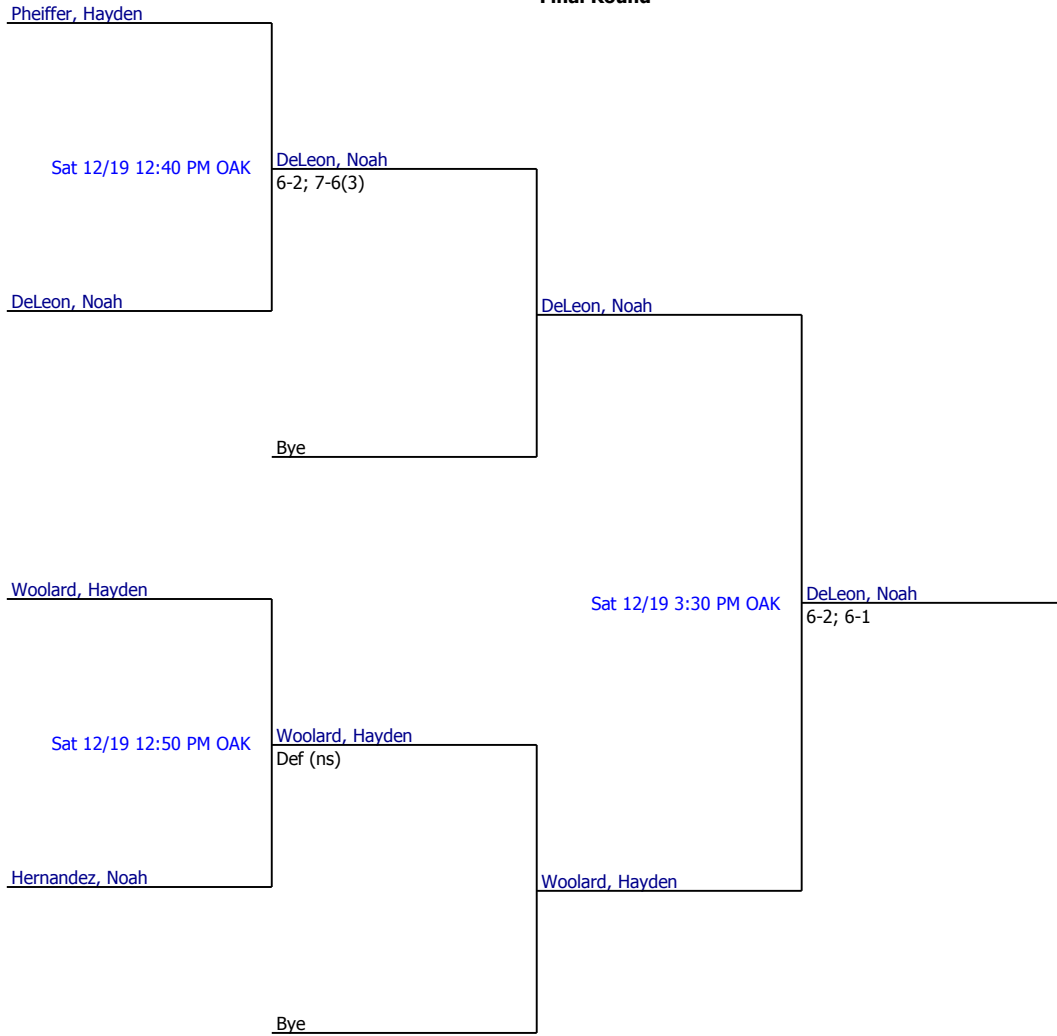 Final Round
Pheiffer, Hayden
Sat 12/19 12:40 PM OAK
DeLeon, Noah
6-2; 7-6(3)
DeLeon, Noah
DeLeon, Noah
Bye
Woolard, Hayden
Sat 12/19 3:30 PM OAK
DeLeon, Noah
6-2; 6-1
Sat 12/19 12:50 PM OAK
Woolard, Hayden
Def (ns)
Hernandez, Noah
Woolard, Hayden
Bye